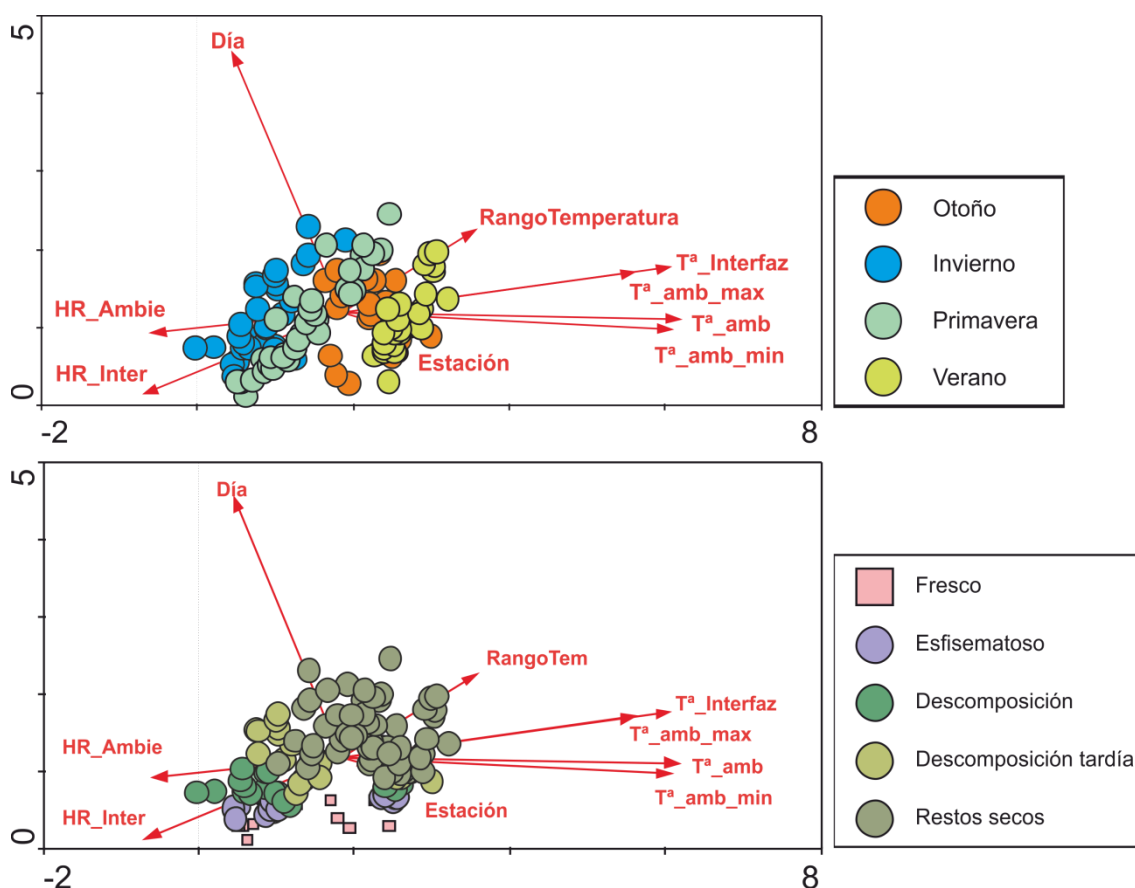 5
Día
RangoTemperatura
Tª_Interfaz
Tª_amb_max
HR_Ambie
Tª_amb
Tª_amb_min
HR_Inter
Estación
0
-2
8
Otoño
Invierno
Primavera
Verano
5
Día
RangoTem
Tª_Interfaz
Tª_amb_max
HR_Ambie
Tª_amb
Tª_amb_min
HR_Inter
Estación
0
-2
8
Fresco
Esfisematoso
Descomposición
Descomposición tardía
Restos secos